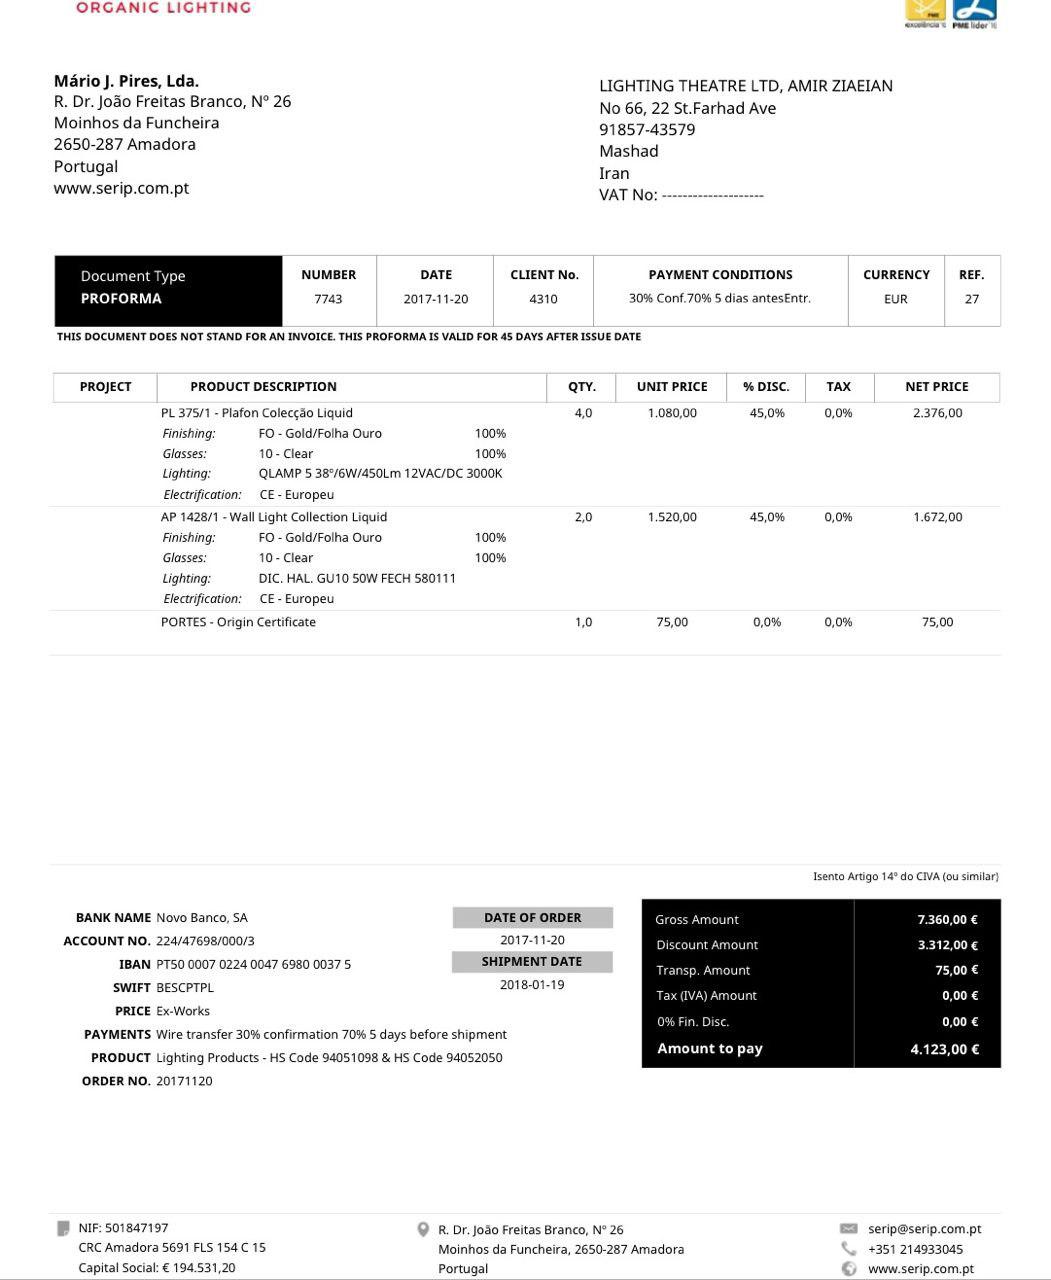 ORGANIC LIGHTING
PME
excelência'16 PME líder'16
Mário J. Pires, Lda.
R. Dr. João Freitas Branco, Nº 26
Moinhos da Funcheira
2650-287 Amadora
Portugal
www.serip.com.pt
LIGHTING THEATRE LTD, AMIR ZIAEIAN
No 66, 22 St.Farhad Ave
91857-43579
Mashad
Iran
VAT No: --------------------
Document Type NUMBER DATE CLIENT No. PAYMENT CONDITIONS CURRENCY REF.
PROFORMA 7743 2017-11-20 4310 30% Conf.70% 5 dias antesEntr. EUR 27
THIS DOCUMENT DOES NOT STAND FOR AN INVOICE. THIS PROFORMA IS VALID FOR 45 DAYS AFTER ISSUE DATE
PROJECT PRODUCT DESCRIPTION QTY. UNIT PRICE % DISC. TAX NET PRICE
PL 375/1 - Plafon Colecção Liquid 4,0 1.080,00 45,0% 0,0% 2.376,00
Finishing: FO - Gold/Folha Ouro 100%
Glasses: 10 - Clear 100%
Lighting: QLAMP 5 38º/6W/450Lm 12VAC/DC 3000K
Electrification: CE - Europeu
AP 1428/1 - Wall Light Collection Liquid 2,0 1.520,00 45,0% 0,0% 1.672,00
Finishing: FO - Gold/Folha Ouro 100%
Glasses: 10 - Clear 100%
Lighting: DIC. HAL. GU10 50W FECH 580111
Electrification: CE - Europeu
PORTES - Origin Certificate 1,0 75,00 0,0% 0,0% 75,00
Isento Artigo 14º do CIVA (ou similar)
BANK NAME Novo Banco, SA
ACCOUNT NO. 224/47698/000/3
IBAN PT50 0007 0224 0047 6980 0037 5
SWIFT BESCPTPL
PRICE Ex-Works
PAYMENTS Wire transfer 30% confirmation 70% 5 days before shipment
PRODUCT Lighting Products - HS Code 94051098 & HS Code 94052050
ORDER NO. 20171120
DATE OF ORDER
2017-11-20
SHIPMENT DATE
2018-01-19
Gross Amount 7.360,00 €
Discount Amount 3.312,00 €
Transp. Amount 75,00 €
Tax (IVA) Amount 0,00 €
0% Fin. Disc. 0,00 €
Amount to pay 4.123,00 €
NIF: 501847197
CRC Amadora 5691 FLS 154 C 15
Capital Social: € 194.531,20
R. Dr. João Freitas Branco, Nº 26
Moinhos da Funcheira, 2650-287 Amadora
Portugal
serip@serip.com.pt
+351 214933045
www.serip.com.pt